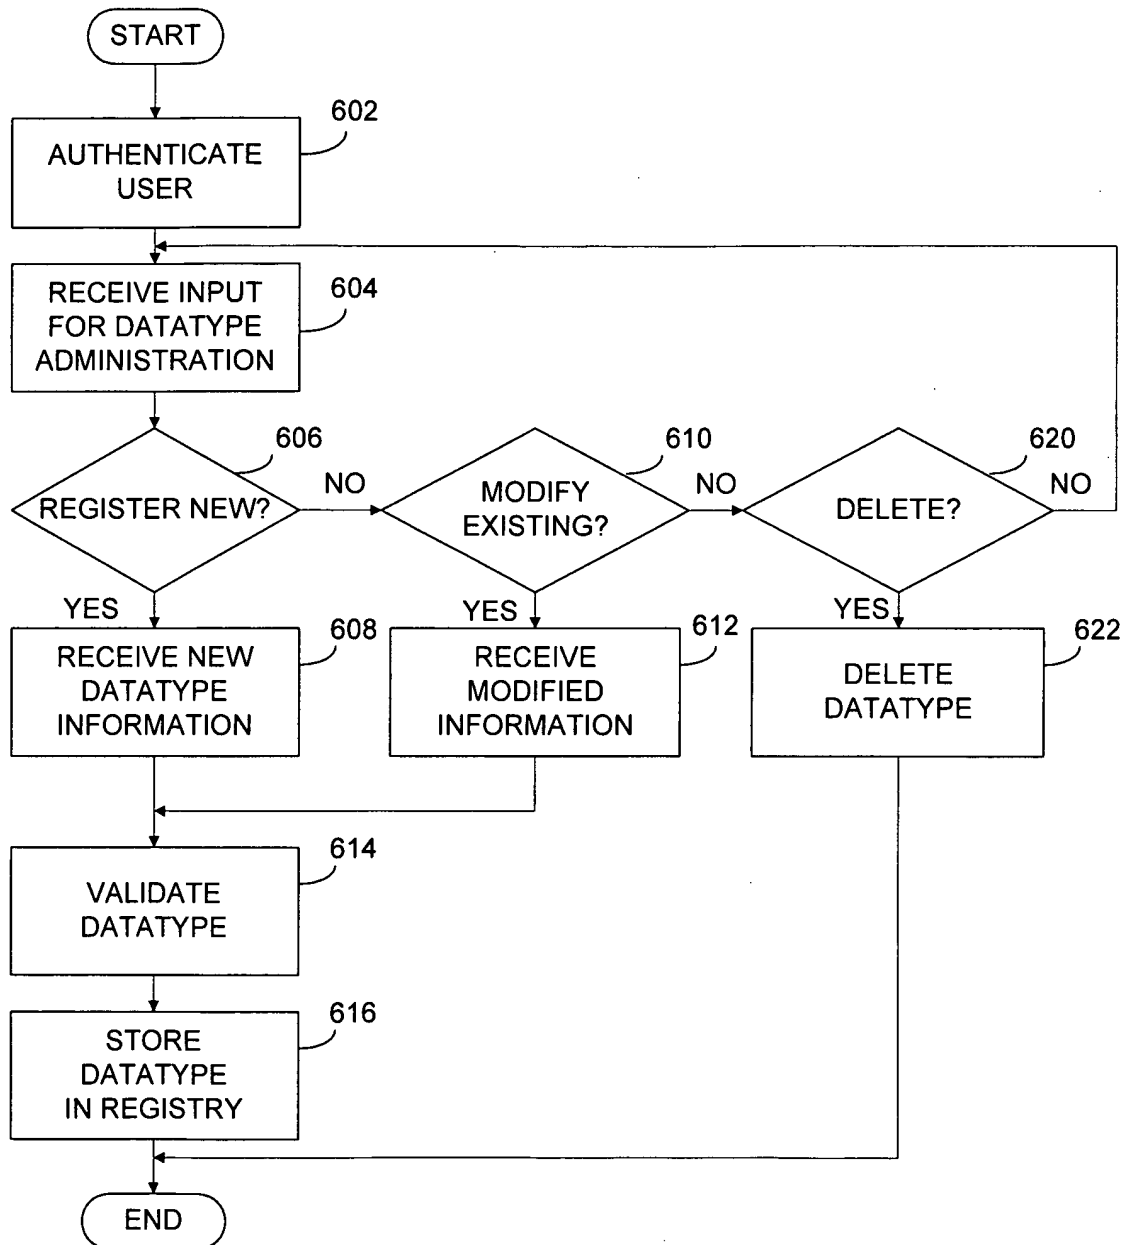 START
602
AUTHENTICATE
USER
604
RECEIVE INPUT
FOR DATATYPE
ADMINISTRATION
606
REGISTER NEW?
NO
610
MODIFY
EXISTING?
NO
620
DELETE?
NO
YES
YES
YES
608
RECEIVE NEW
DATATYPE
INFORMATION
612
RECEIVE
MODIFIED
INFORMATION
622
DELETE
DATATYPE
614
VALIDATE
DATATYPE
616
STORE
DATATYPE
IN REGISTRY
END